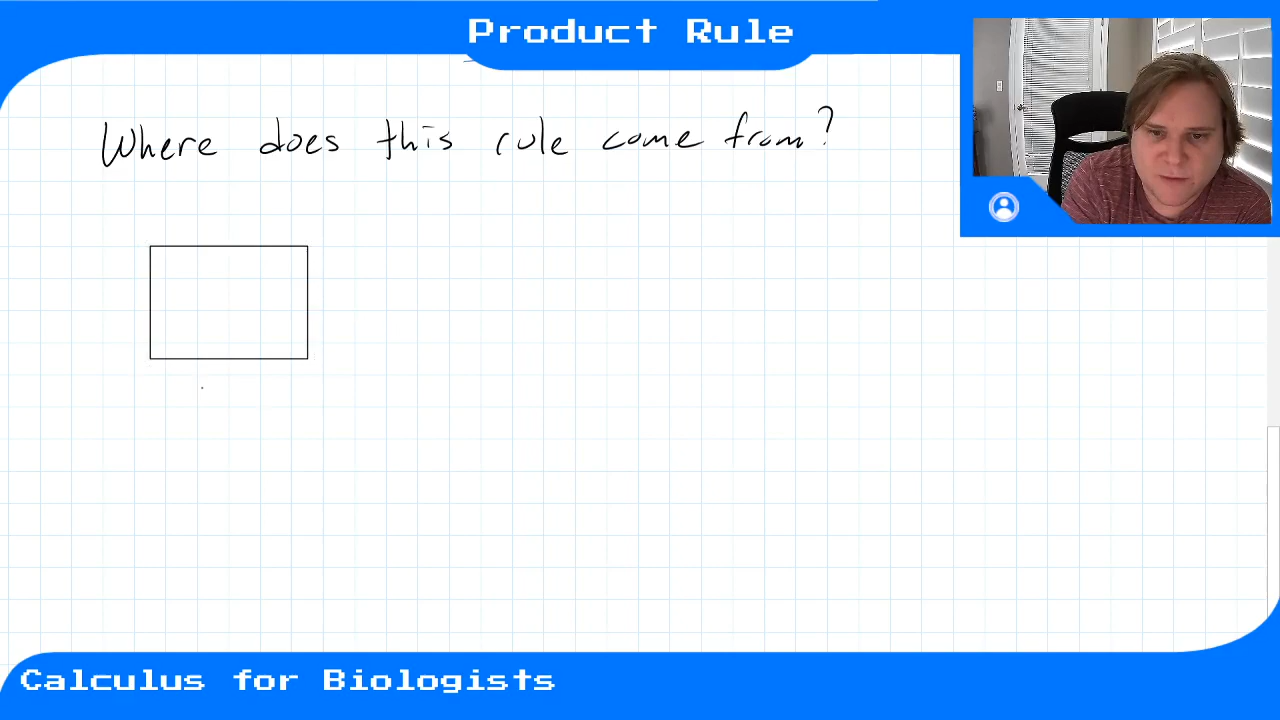 Product Rule
Where does this rule come from?
Calculus for Biologists